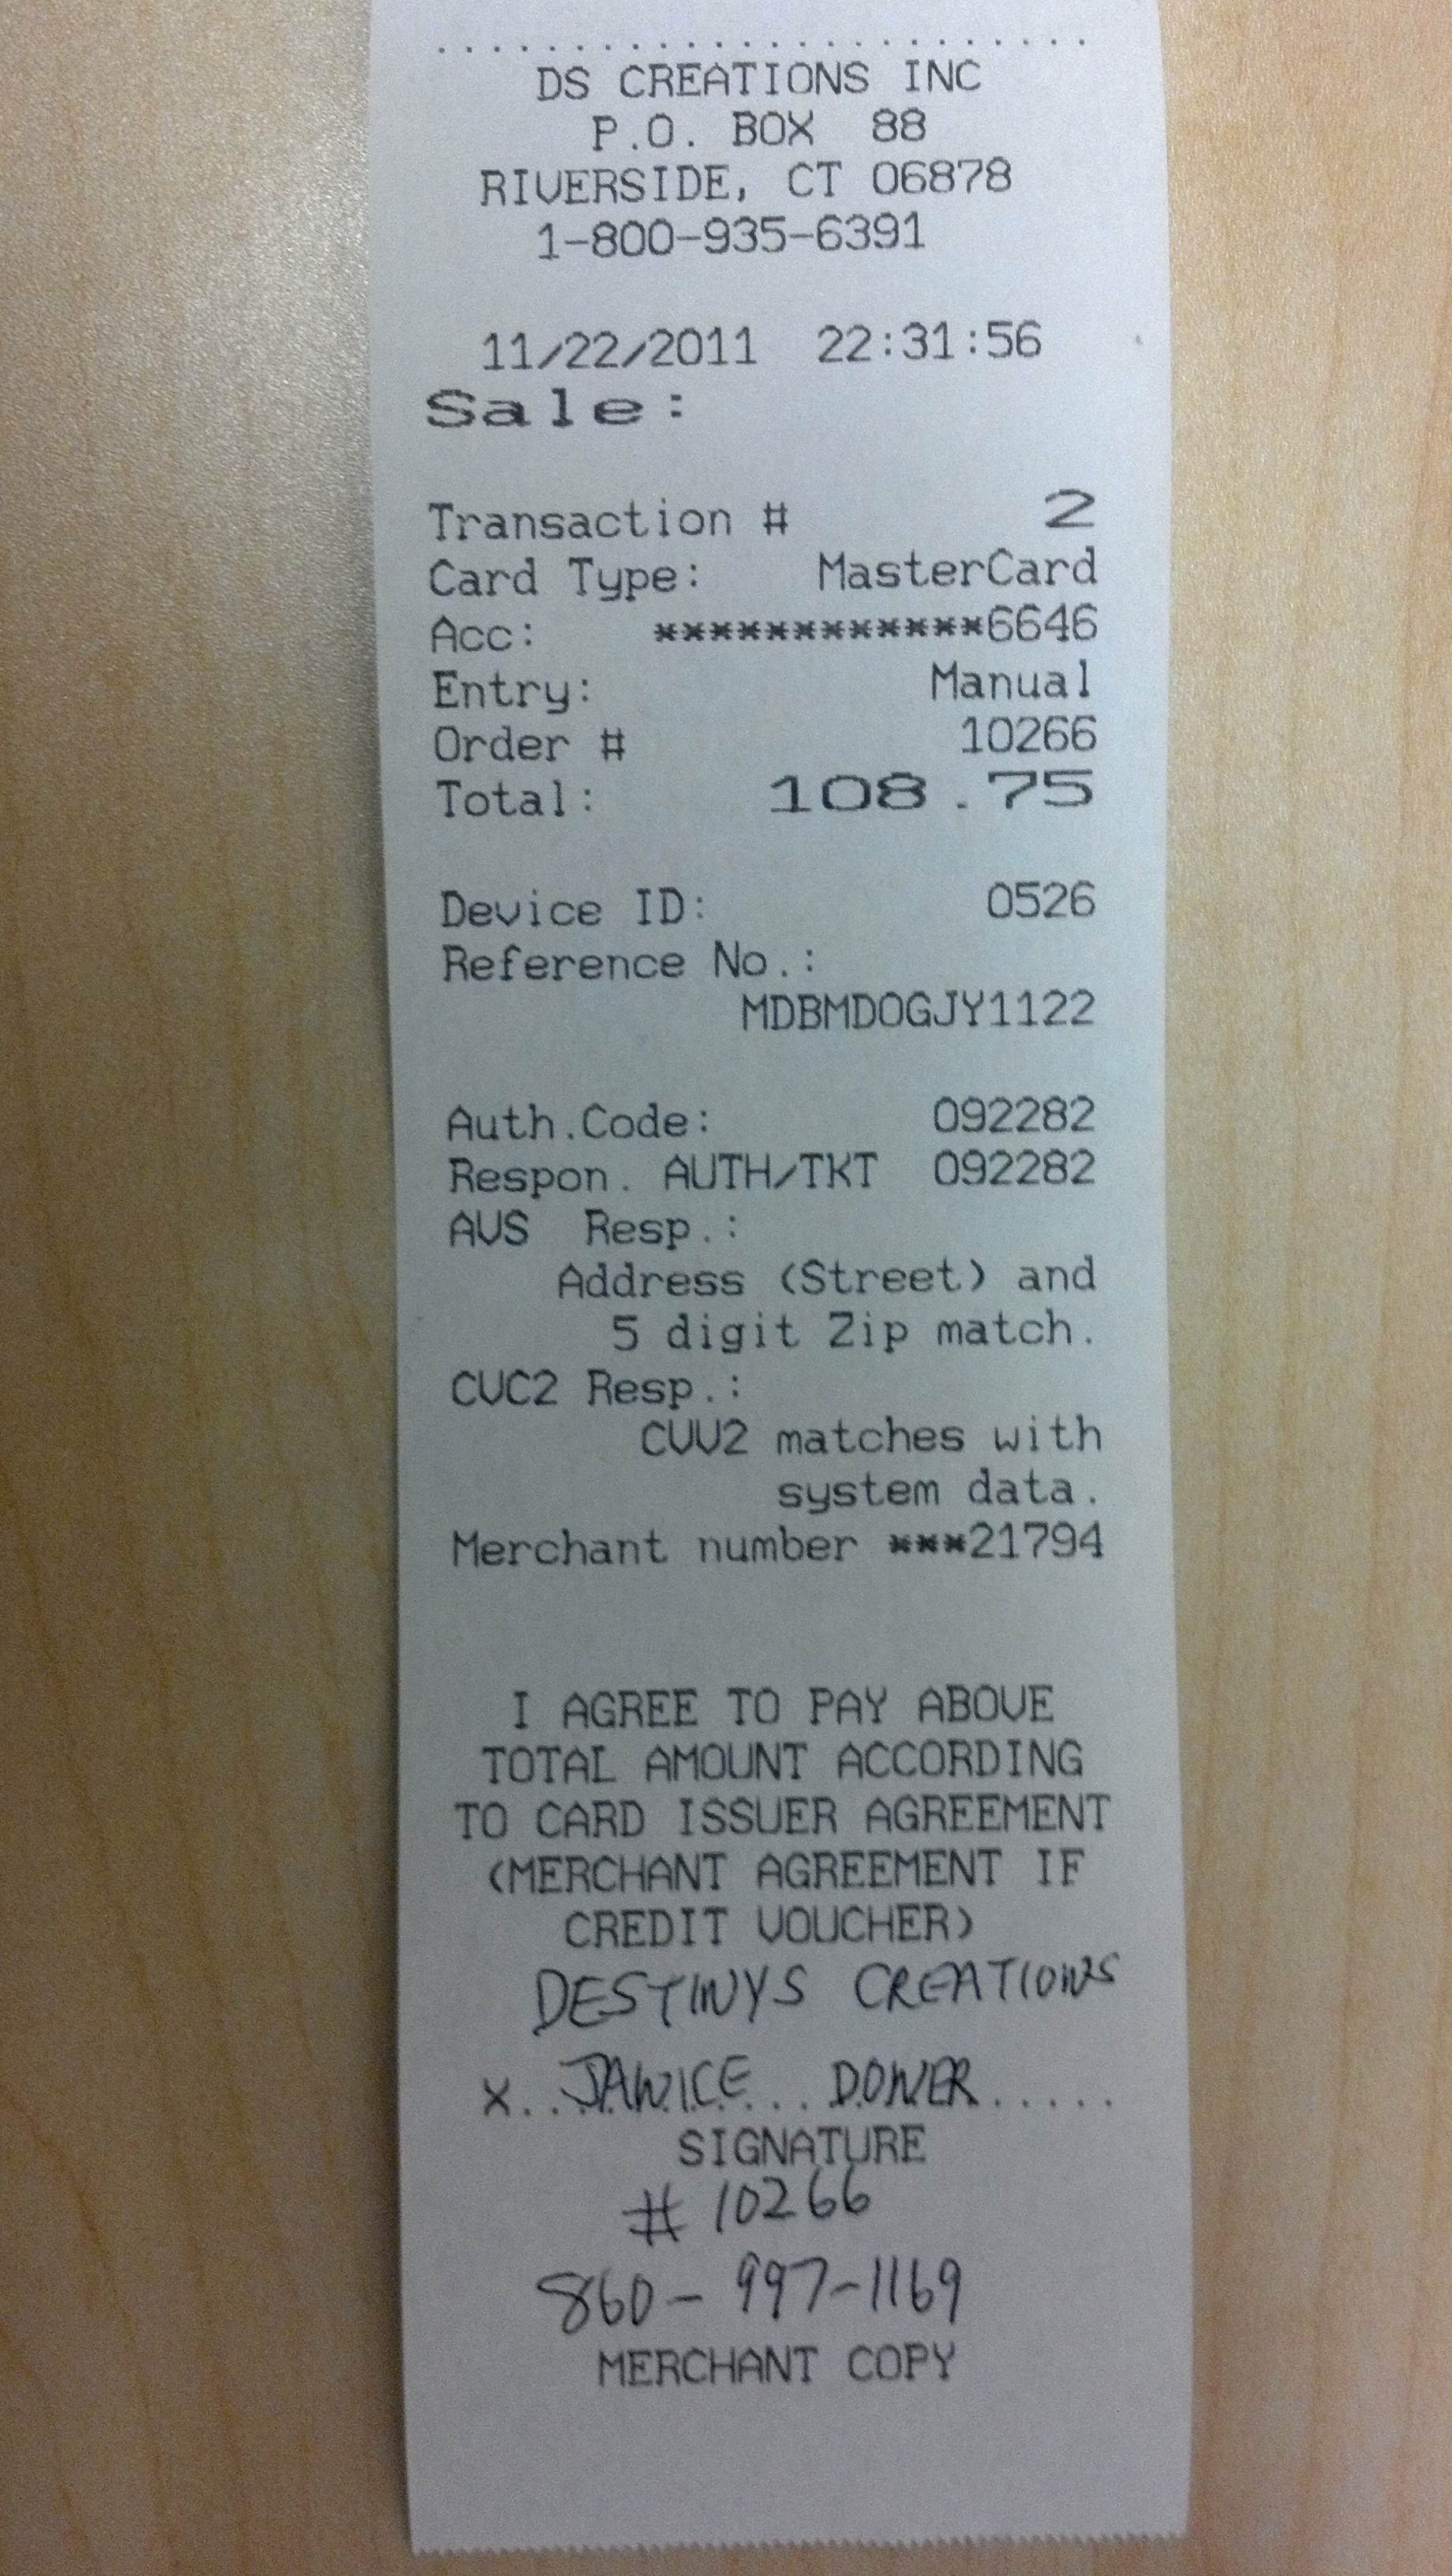 DS CREATIONS INC
P.O. BOX 88
RIVERSIDE, CT 06878
1-800-935-6391
11/22/2011 22:31:56
Sale:
Transaction # 2
Card Type: MasterCard
Acc: ************6646
Entry: Manual
Order # 10266
Total: 108.75
Device ID: 0526
Reference No.:
MDBMDOGJY1122
Auth.Code: 092282
Respon. AUTH/TKT 092282
AVS Resp.:
Address (Street) and
5 digit Zip match.
CVC2 Resp.:
CVV2 matches with
system data.
Merchant number ***21794
I AGREE TO PAY ABOVE
TOTAL AMOUNT ACCORDING
TO CARD ISSUER AGREEMENT
(MERCHANT AGREEMENT IF
CREDIT VOUCHER)
DESTINYS CREATIONS
x..JANICE...DOWER.....
SIGNATURE
# 10266
860-997-1169
MERCHANT COPY